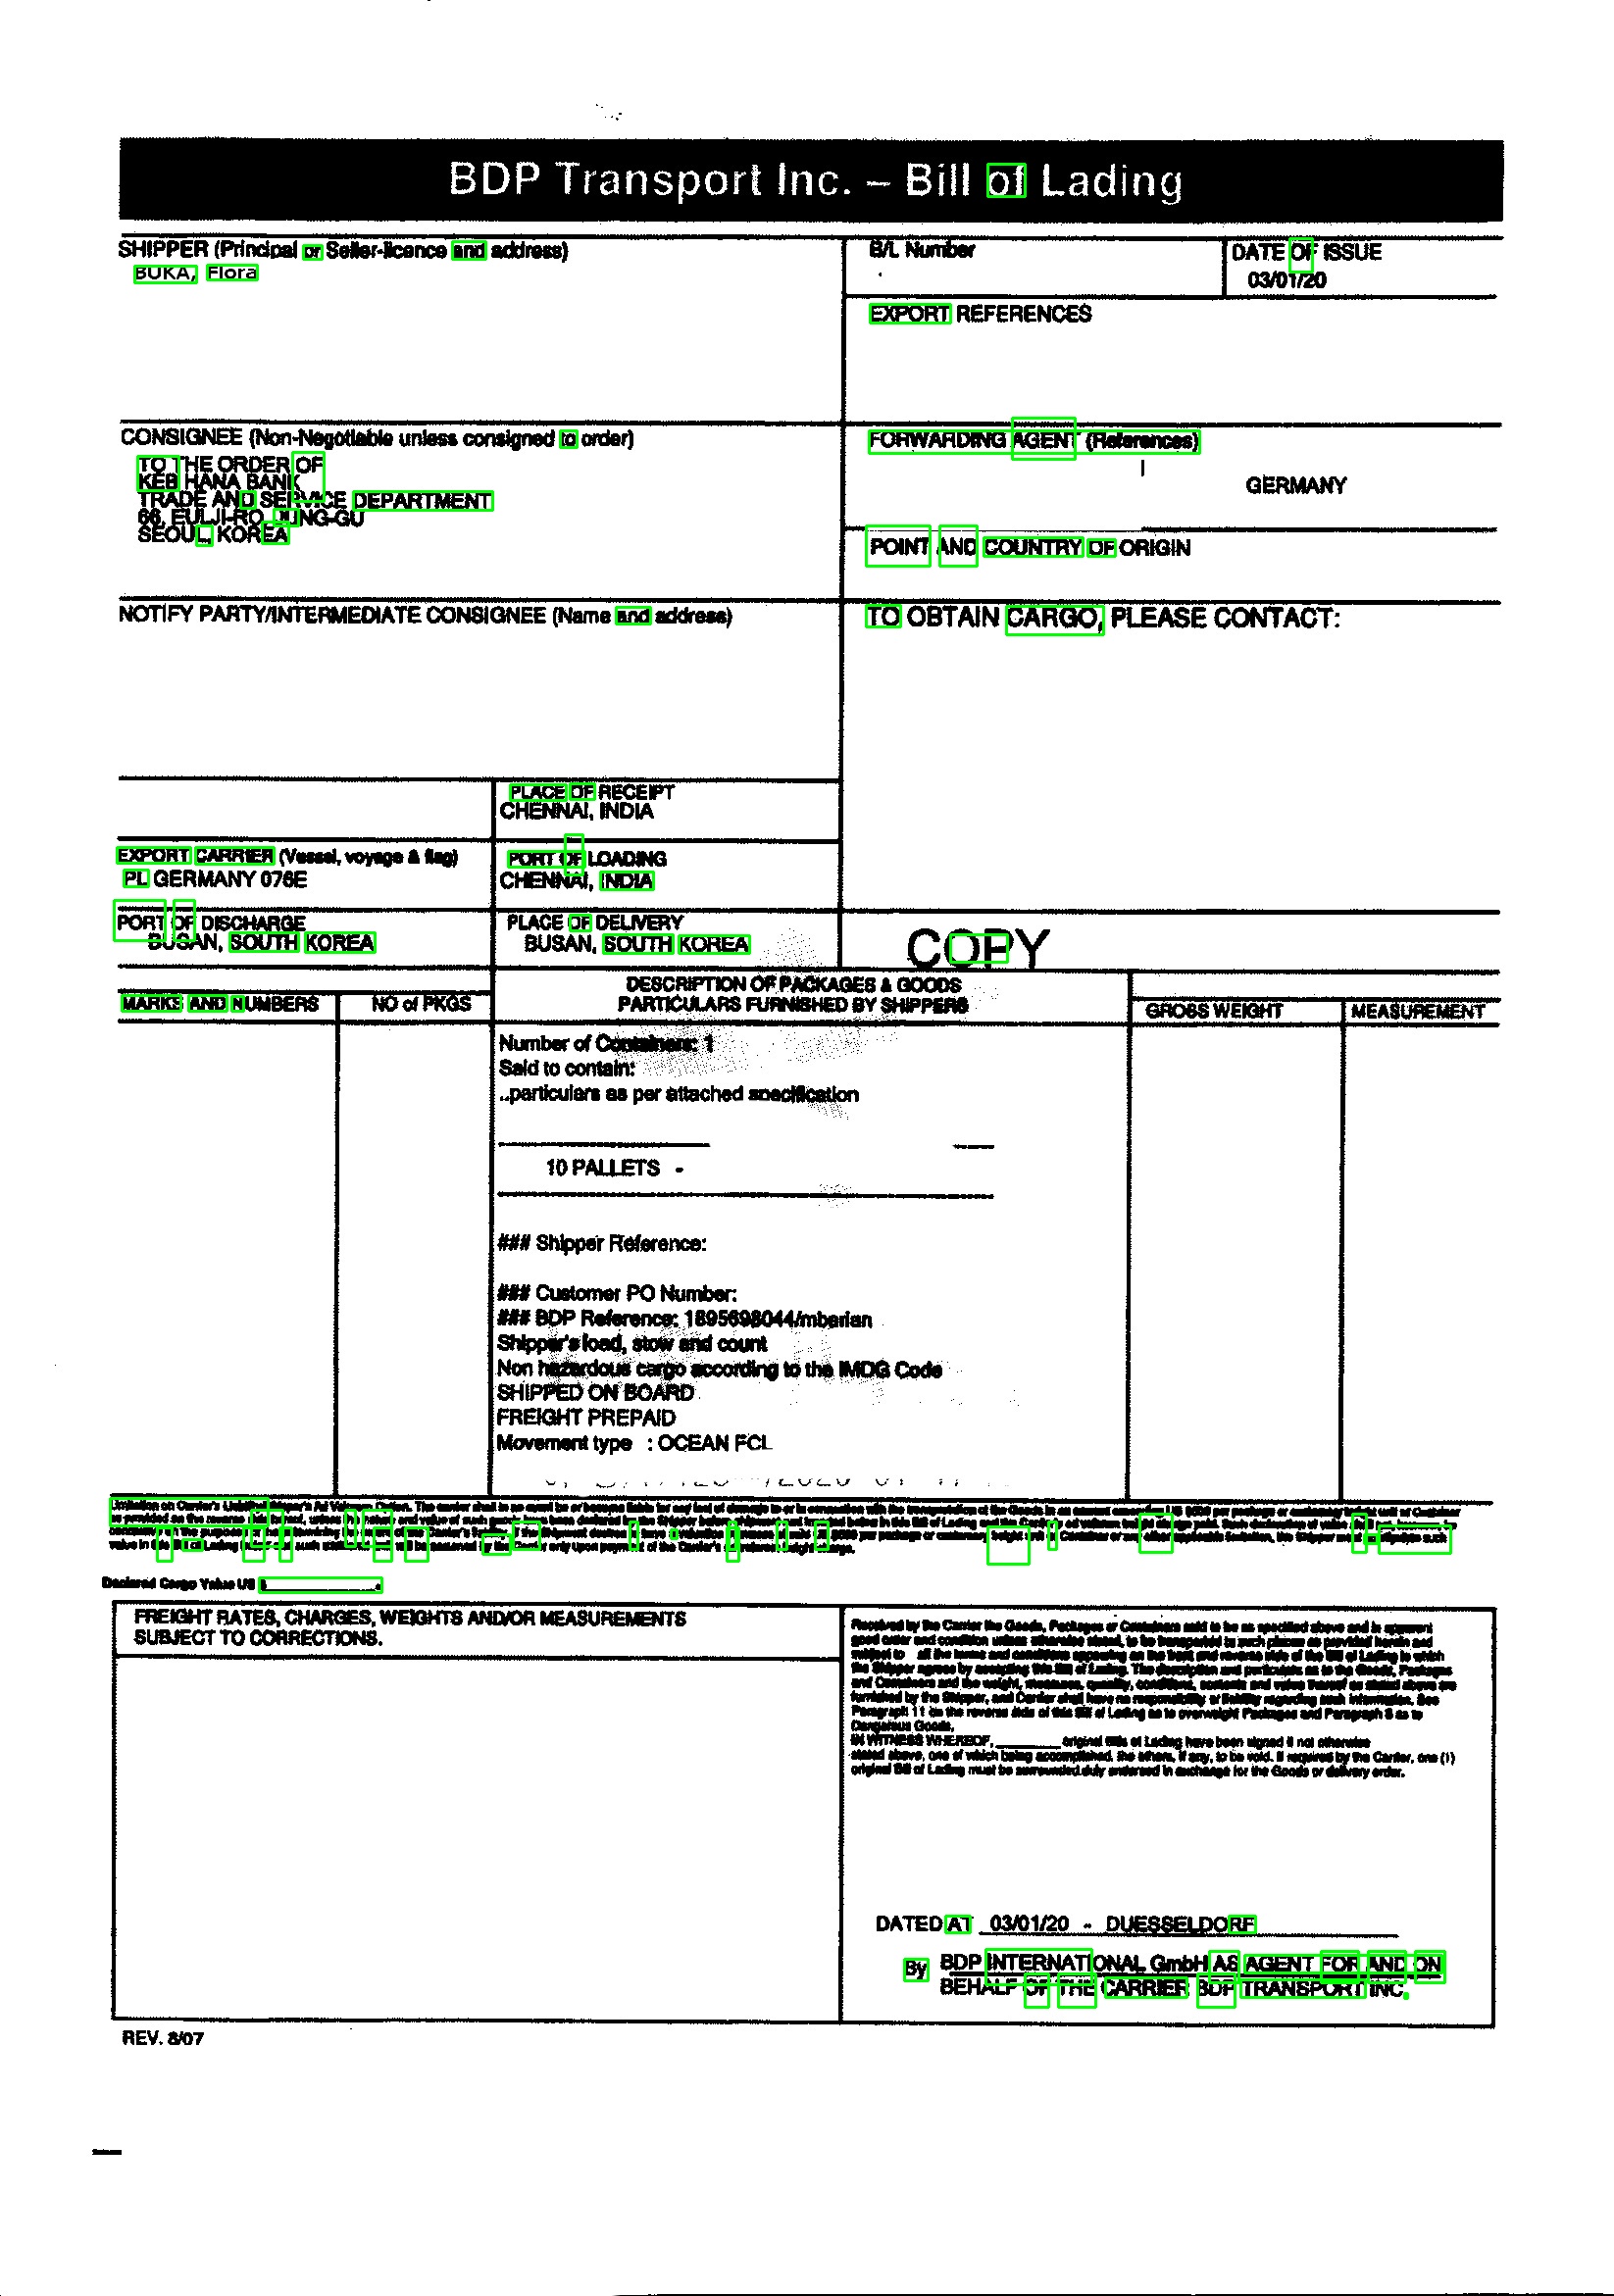 BDP Transport Inc. – Bill of Lading
SHIPPER (Principal or Seller-licence and address)
BUKA, Flora
B/L Number
DATE OF ISSUE
03/01/20
EXPORT REFERENCES
CONSIGNEE (Non-Negotiable unless consigned to order)
TO THE ORDER OF
KEB HANA BANK
TRADE AND SERVICE DEPARTMENT
66, EULJI-RO, JUNG-GU
SEOUL, KOREA
FORWARDING AGENT (References)
GERMANY
POINT AND COUNTRY OF ORIGIN
NOTIFY PARTY/INTERMEDIATE CONSIGNEE (Name and address)
TO OBTAIN CARGO, PLEASE CONTACT:
PLACE OF RECEIPT
CHENNAI, INDIA
EXPORT CARRIER (Vessel, voyage & flag)
PL GERMANY 076E
PORT OF LOADING
CHENNAI, INDIA
PORT OF DISCHARGE
BUSAN, SOUTH KOREA
PLACE OF DELIVERY
BUSAN, SOUTH KOREA
COPY
MARKS AND NUMBERS
NO of PKGS
DESCRIPTION OF PACKAGES & GOODS
PARTICULARS FURNISHED BY SHIPPERS
GROSS WEIGHT
MEASUREMENT
Number of Containers: 1
Said to contain:
..particulars as per attached specification
10 PALLETS -
### Shipper Reference:
### Customer PO Number:
### BDP Reference: 1895698044/mberian
Shipper's load, stow and count
Non hazardous cargo according to the IMDG Code
SHIPPED ON BOARD
FREIGHT PREPAID
Movement type : OCEAN FCL
Declared Cargo Value US $
FREIGHT RATES, CHARGES, WEIGHTS AND/OR MEASUREMENTS
SUBJECT TO CORRECTIONS.
Received by the Carrier the Goods, Packages or Containers said to be as specified above and in apparent
good order and condition unless otherwise stated, to be transported to such places as provided herein and
subject to all the terms and conditions appearing on the front and reverse side of the Bill of Lading to which
the Shipper agrees by accepting this Bill of Lading. The description and particulars as to the Goods, Packages
and Containers and the weight, measures, quantity, conditions, contents and value thereof as stated above are
furnished by the Shipper, and Carrier shall have no responsibility or liability regarding such information. See
Paragraph 11 on the reverse side of this Bill of Lading as to overweight Packages and Paragraph 8 as to
Dangerous Goods.
IN WITNESS WHEREOF, original Bills of Lading have been signed if not otherwise
stated above, one of which being accomplished, the others, if any, to be void. If required by the Carrier, one (1)
original Bill of Lading must be surrendered duly endorsed in exchange for the Goods or delivery order.
DATED AT 03/01/20 - DUESSELDORF
By BDP INTERNATIONAL GmbH AS AGENT FOR AND ON
BEHALF OF THE CARRIER BDP TRANSPORT INC.
REV. 8/07